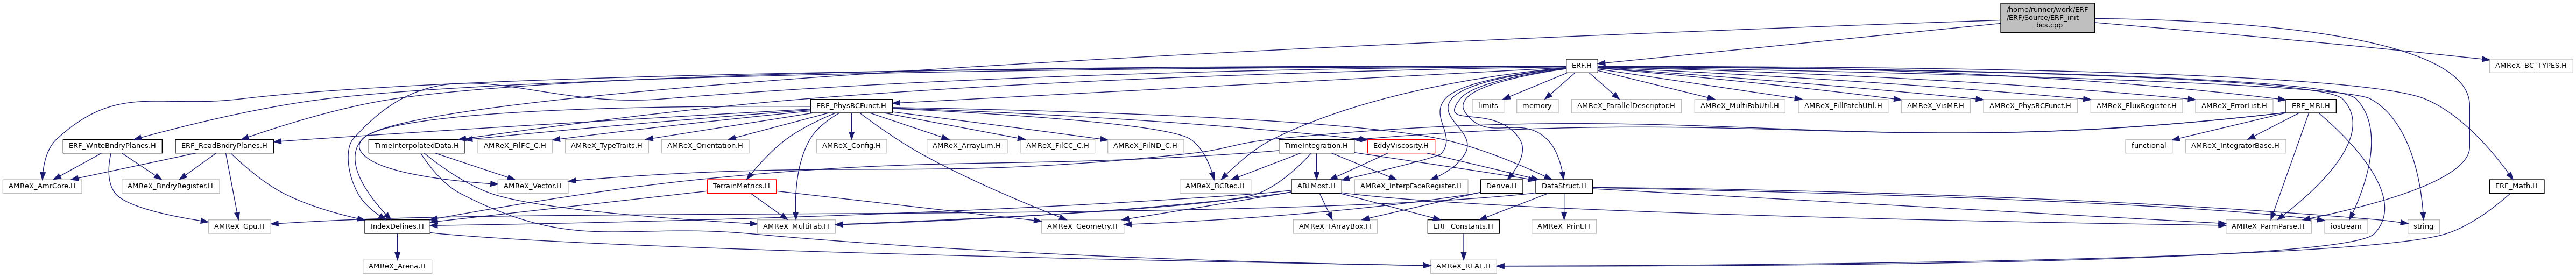 /home/runner/work/ERF
/ERF/Source/ERF_init
_bcs.cpp
ERF.H
AMReX_BC_TYPES.H
ERF_PhysBCFunct.H
limits
memory
AMReX_ParallelDescriptor.H
AMReX_MultiFabUtil.H
AMReX_FillPatchUtil.H
AMReX_VisMF.H
AMReX_PhysBCFunct.H
AMReX_FluxRegister.H
AMReX_ErrorList.H
ERF_MRI.H
ERF_WriteBndryPlanes.H
ERF_ReadBndryPlanes.H
TimeInterpolatedData.H
AMReX_FilFC_C.H
AMReX_TypeTraits.H
AMReX_Orientation.H
AMReX_Config.H
AMReX_ArrayLim.H
AMReX_FilCC_C.H
AMReX_FilND_C.H
TimeIntegration.H
EddyViscosity.H
functional
AMReX_IntegratorBase.H
AMReX_AmrCore.H
AMReX_BndryRegister.H
AMReX_Vector.H
TerrainMetrics.H
AMReX_BCRec.H
ABLMost.H
AMReX_InterpFaceRegister.H
Derive.H
DataStruct.H
ERF_Math.H
AMReX_Gpu.H
IndexDefines.H
AMReX_MultiFab.H
AMReX_Geometry.H
AMReX_FArrayBox.H
ERF_Constants.H
AMReX_Print.H
AMReX_ParmParse.H
iostream
string
AMReX_Arena.H
AMReX_REAL.H